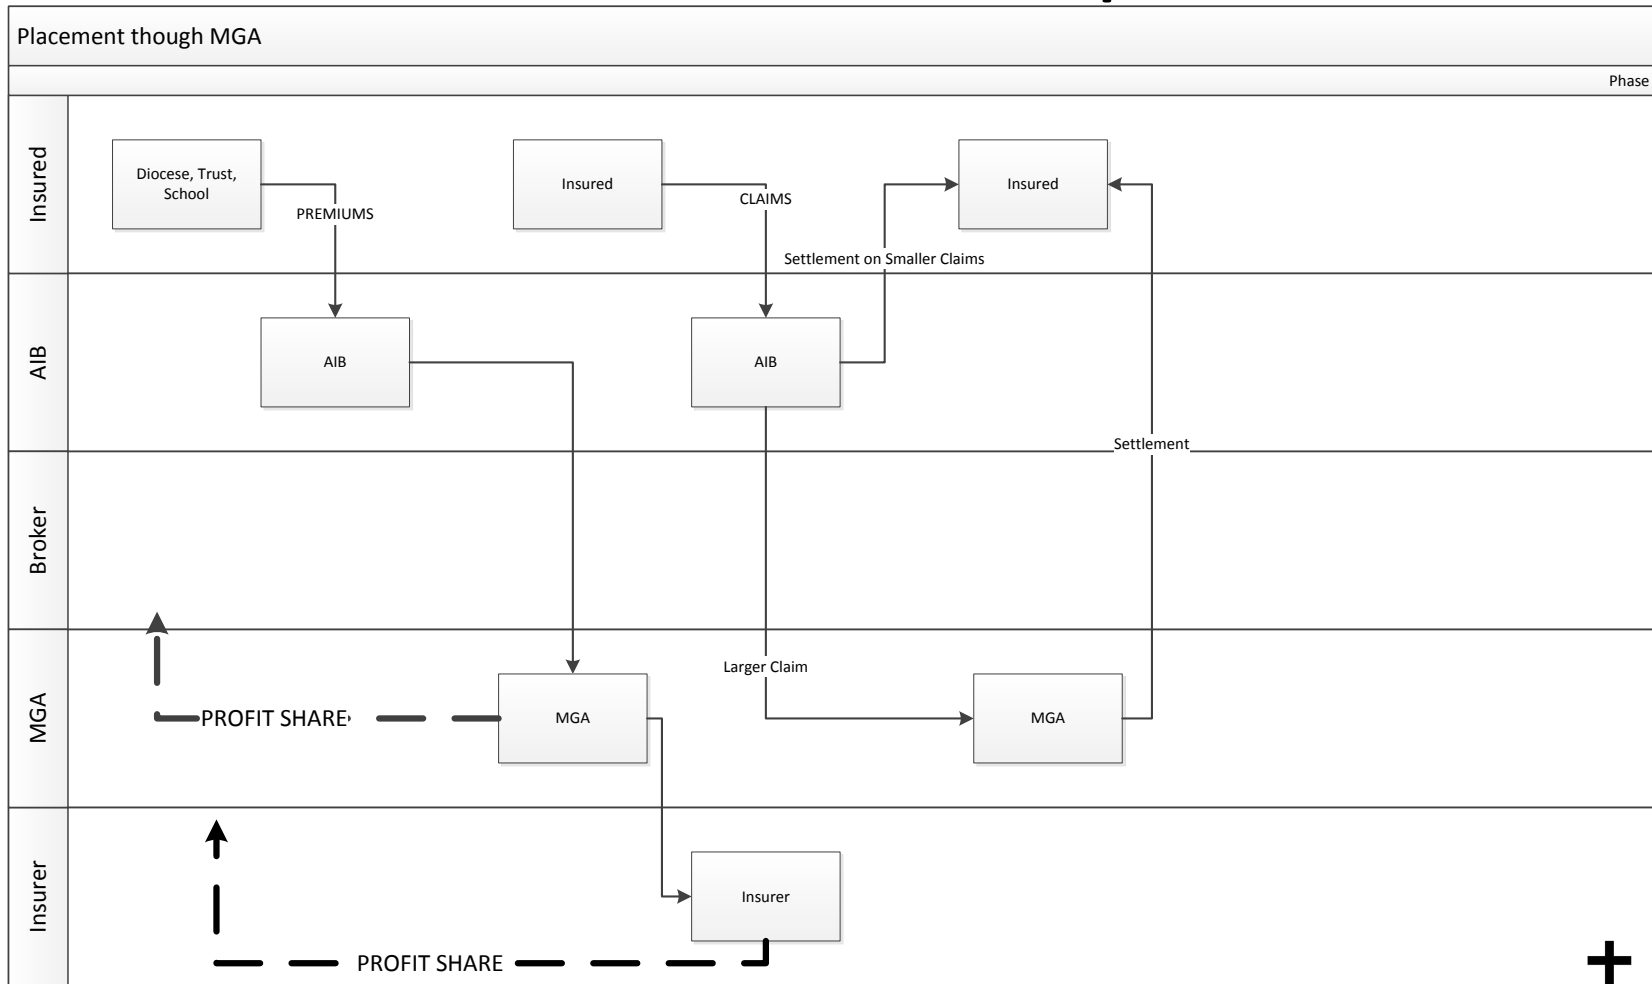 Placement though MGA
Phase
Insured
Diocese, Trust,
School
Insured
Insured
PREMIUMS
CLAIMS
Settlement on Smaller Claims
AIB
AIB
AIB
Settlement
Broker
MGA
Larger Claim
PROFIT SHARE
MGA
MGA
Insurer
Insurer
PROFIT SHARE
+